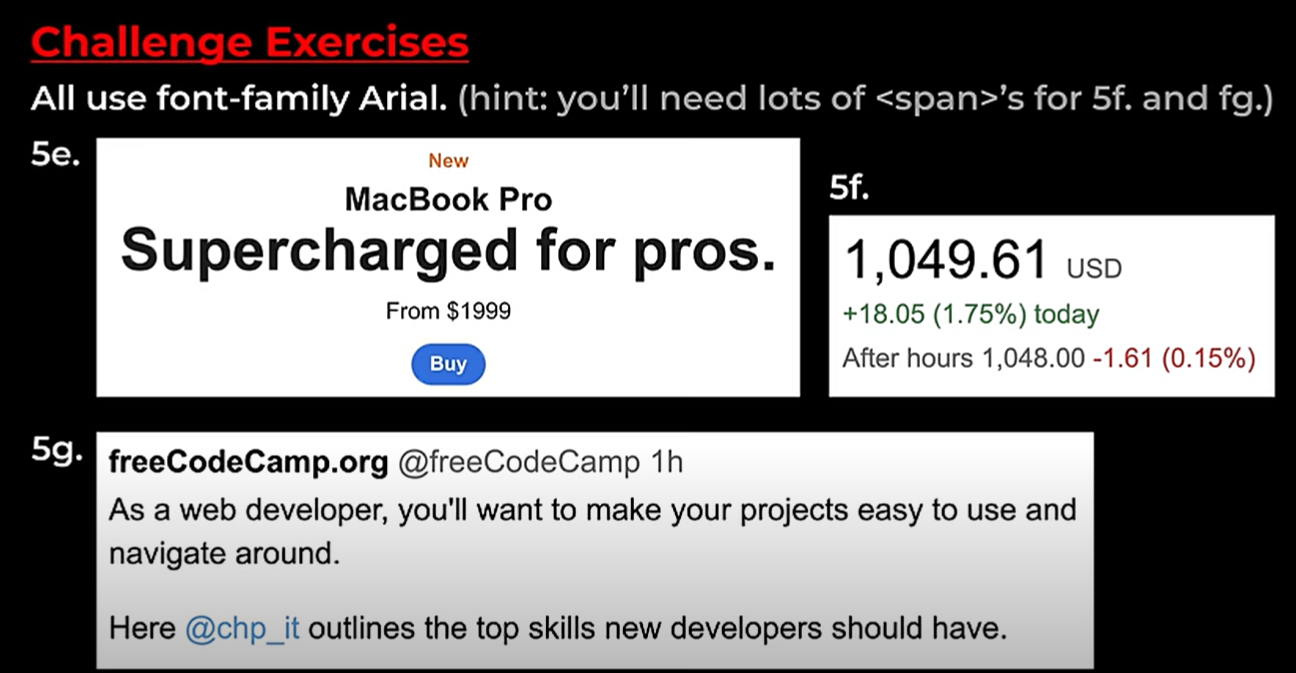 Challenge Exercises
All use font-family Arial. (hint: you’ll need lots of <span>’s for 5f. and fg.)
5e.
New
MacBook Pro
Supercharged for pros.
From $1999
Buy
5f.
1,049.61 USD
+18.05 (1.75%) today
After hours 1,048.00 -1.61 (0.15%)
5g.
freeCodeCamp.org @freeCodeCamp 1h
As a web developer, you'll want to make your projects easy to use and
navigate around.
Here @chp_it outlines the top skills new developers should have.